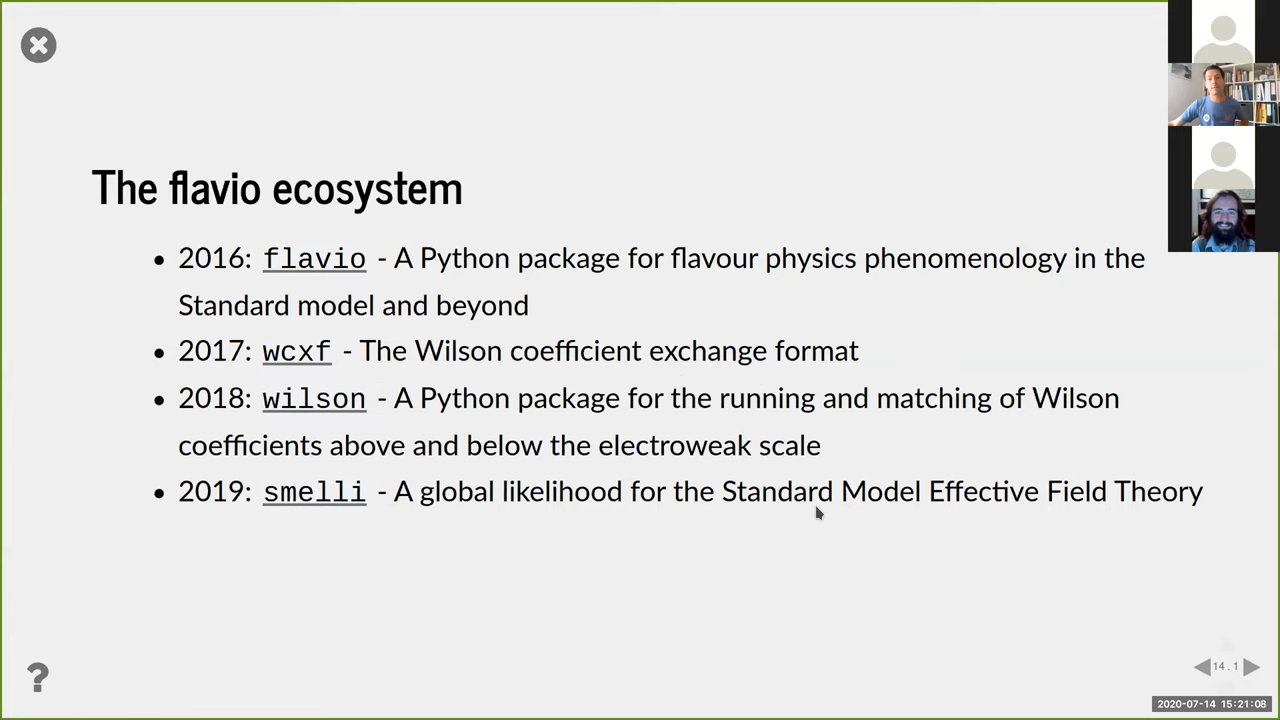 The flavio ecosystem
• 2016: flavio - A Python package for flavour physics phenomenology in the
Standard model and beyond
• 2017: wcxf - The Wilson coefficient exchange format
• 2018: wilson - A Python package for the running and matching of Wilson
coefficients above and below the electroweak scale
• 2019: smelli - A global likelihood for the Standard Model Effective Field Theory
?
14 . 1
2020-07-14 15:21:08